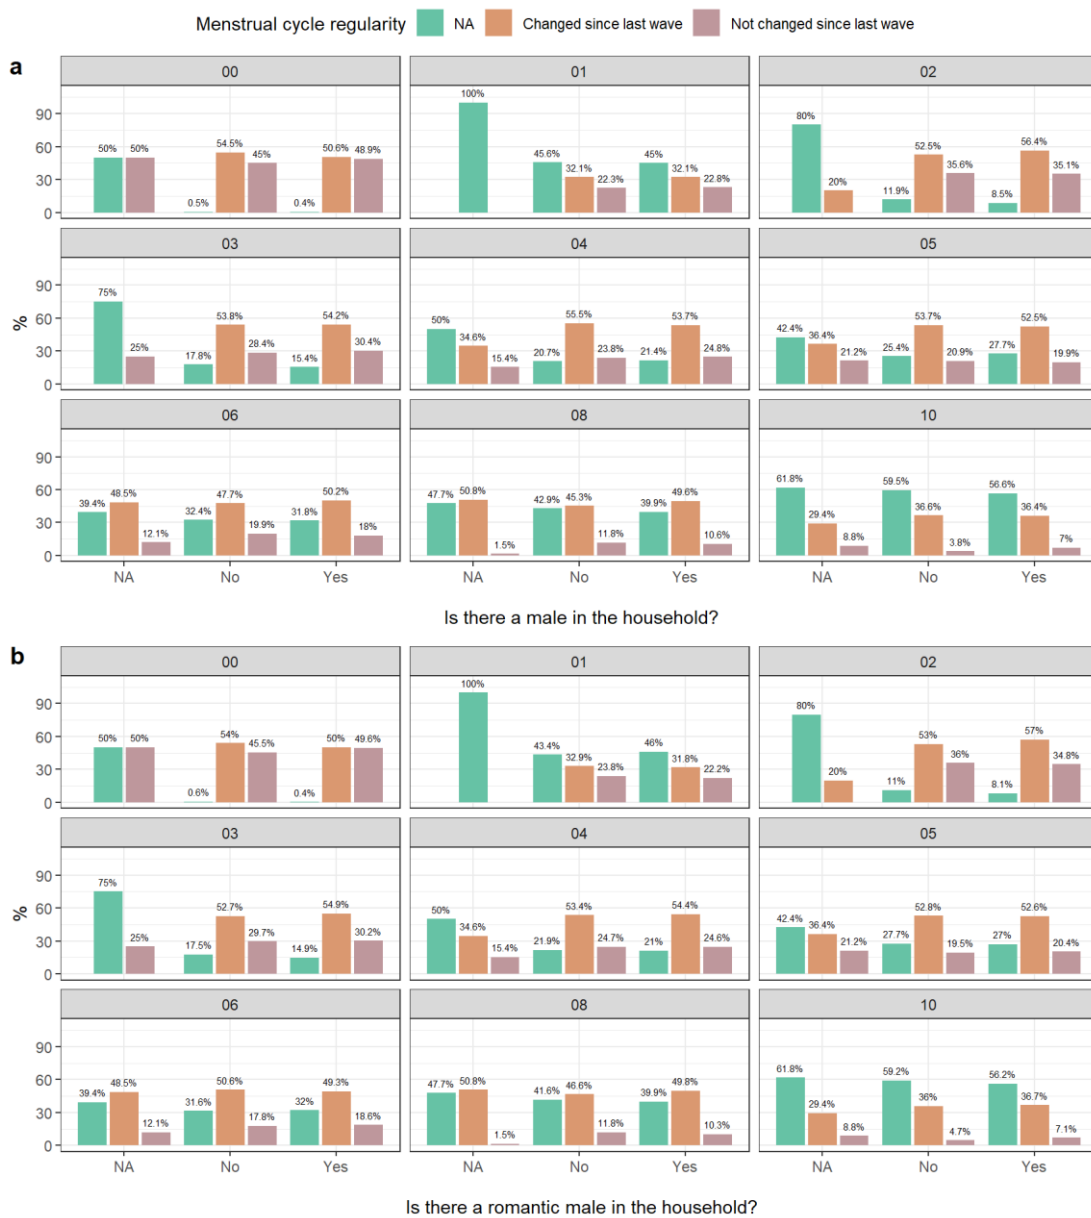 Menstrual cycle regularity NA Changed since last wave Not changed since last wave
a
00 01 02
90
60
30
0
50% 50% 0.5% 54.5% 45% 0.4% 50.6% 48.9%
100% 45.6% 32.1% 22.3% 45% 32.1% 22.8%
80% 20% 11.9% 52.5% 35.6% 8.5% 56.4% 35.1%
03 04 05
%
90
60
30
0
75% 25% 17.8% 53.8% 28.4% 15.4% 54.2% 30.4%
50% 34.6% 15.4% 20.7% 55.5% 23.8% 21.4% 53.7% 24.8%
42.4% 36.4% 21.2% 25.4% 53.7% 20.9% 27.7% 52.5% 19.9%
06 08 10
90
60
30
0
39.4% 48.5% 12.1% 32.4% 47.7% 19.9% 31.8% 50.2% 18%
47.7% 50.8% 1.5% 42.9% 45.3% 11.8% 39.9% 49.6% 10.6%
61.8% 29.4% 8.8% 59.5% 36.6% 3.8% 56.6% 36.4% 7%
NA No Yes NA No Yes NA No Yes
Is there a male in the household?
b
00 01 02
90
60
30
0
50% 50% 0.6% 54% 45.5% 0.4% 50% 49.6%
100% 43.4% 32.9% 23.8% 46% 31.8% 22.2%
80% 20% 11% 53% 36% 8.1% 57% 34.8%
03 04 05
%
90
60
30
0
75% 25% 17.5% 52.7% 29.7% 14.9% 54.9% 30.2%
50% 34.6% 15.4% 21.9% 53.4% 24.7% 21% 54.4% 24.6%
42.4% 36.4% 21.2% 27.7% 52.8% 19.5% 27% 52.6% 20.4%
06 08 10
90
60
30
0
39.4% 48.5% 12.1% 31.6% 50.6% 17.8% 32% 49.3% 18.6%
47.7% 50.8% 1.5% 41.6% 46.6% 11.8% 39.9% 49.8% 10.3%
61.8% 29.4% 8.8% 59.2% 36% 4.7% 56.2% 36.7% 7.1%
NA No Yes NA No Yes NA No Yes
Is there a romantic male in the household?